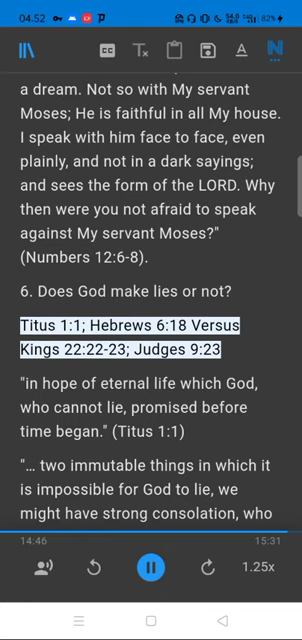 04.52
54.0
KB/S
82%
CC
a dream. Not so with My servant
Moses; He is faithful in all My house.
I speak with him face to face, even
plainly, and not in a dark sayings;
and sees the form of the LORD. Why
then were you not afraid to speak
against My servant Moses?"
(Numbers 12:6-8).
6. Does God make lies or not?
Titus 1:1; Hebrews 6:18 Versus
Kings 22:22-23; Judges 9:23
"in hope of eternal life which God,
who cannot lie, promised before
time began." (Titus 1:1)
"... two immutable things in which it
is impossible for God to lie, we
might have strong consolation, who
14:46
15:31
1.25x